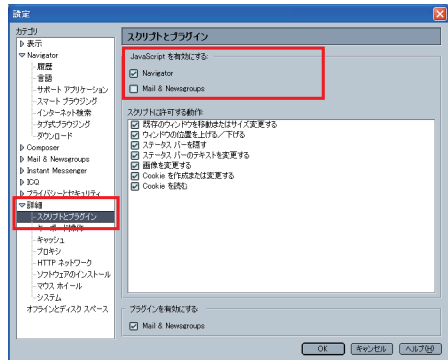 設定
カテゴリ
表示
Navigator
履歴
言語
サポート アプリケーション
スマート ブラウジング
インターネット検索
タブ式ブラウジング
ダウンロード
Composer
Mail & Newsgroups
Instant Messenger
ICQ
プライバシーとセキュリティ
詳細
スクリプトとプラグイン
キーボード操作
キャッシュ
プロキシ
HTTP ネットワーク
ソフトウェアのインストール
マウス ホイール
システム
オフラインとディスク スペース
スクリプトとプラグイン
JavaScript を有効にする:
Navigator
Mail & Newsgroups
スクリプトに許可する動作:
既存のウィンドウを移動またはサイズ変更する
ウィンドウの位置を上げる/下げる
ステータス バーを隠す
ステータス バーのテキストを変更する
画像を変更する
Cookie を作成または変更する
Cookie を読む
プラグインを有効にする:
Mail & Newsgroups
OK
キャンセル
ヘルプ(H)